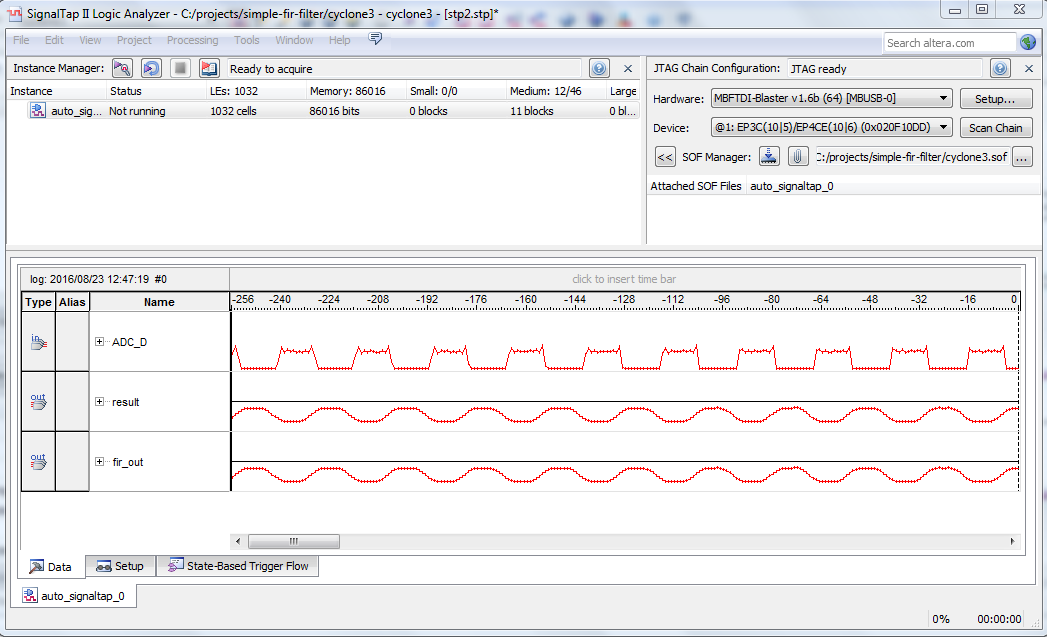 SignalTap II Logic Analyzer - C:/projects/simple-fir-filter/cyclone3 - cyclone3 - [stp2.stp]*
File Edit View Project Processing Tools Window Help
Search altera.com
Instance Manager: Ready to acquire
Instance Status LEs: 1032 Memory: 86016 Small: 0/0 Medium: 12/46 Large
auto_sig... Not running 1032 cells 86016 bits 0 blocks 11 blocks 0 bl...
JTAG Chain Configuration: JTAG ready
Hardware: MBFTDI-Blaster v1.6b (64) [MBUSB-0] Setup...
Device: @1: EP3C(10|5)/EP4CE(10|6) (0x020F10DD) Scan Chain
<< SOF Manager: C:/projects/simple-fir-filter/cyclone3.sof ...
Attached SOF Files auto_signaltap_0
log: 2016/08/23 12:47:19 #0 click to insert time bar
Type Alias Name -256 -240 -224 -208 -192 -176 -160 -144 -128 -112 -96 -80 -64 -48 -32 -16 0
in ADC_D
out result
out fir_out
Data Setup State-Based Trigger Flow
auto_signaltap_0
0% 00:00:00